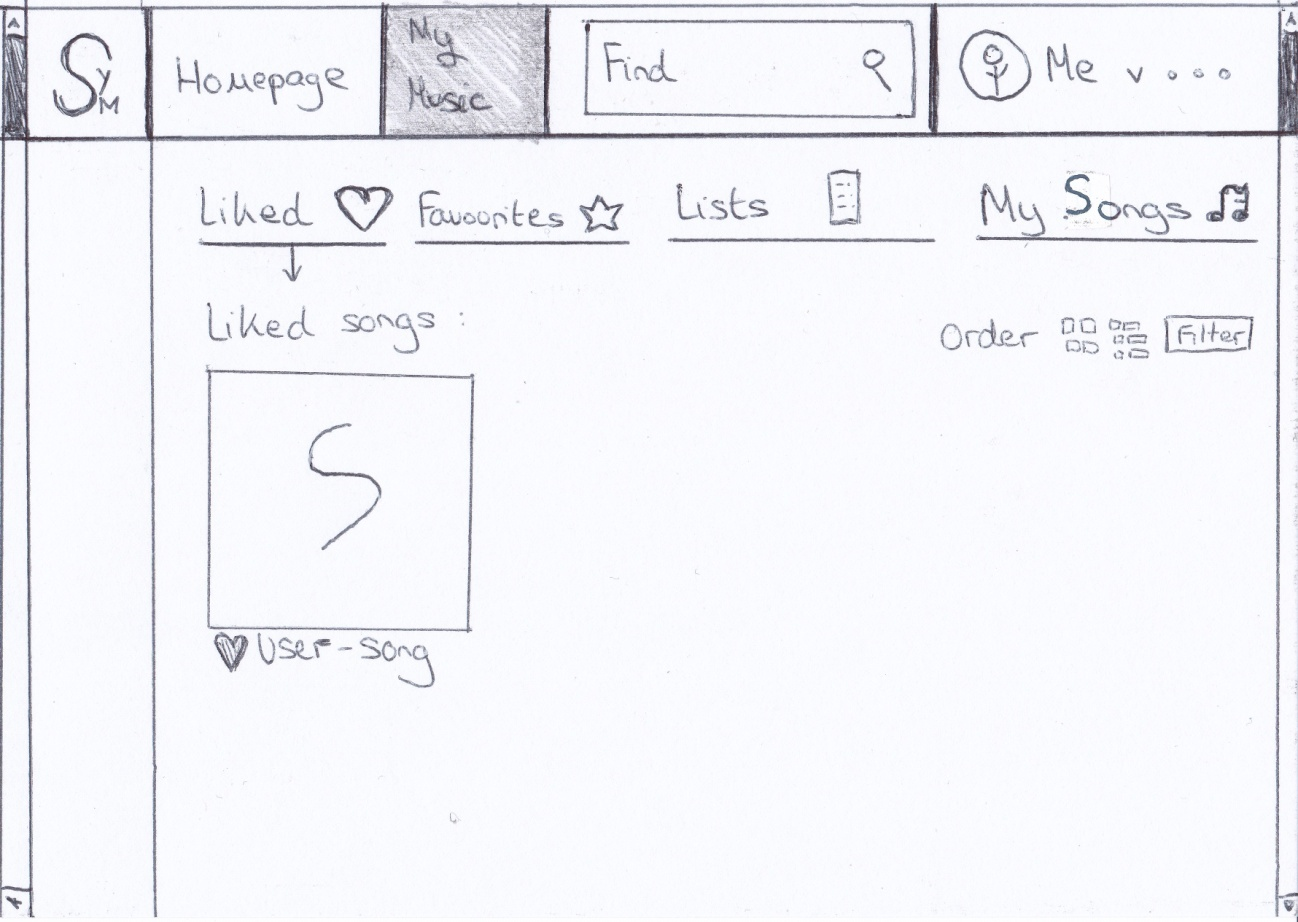 SYM
Homepage
My
Music
Find
Me v
Liked
Favourites
Lists
My Songs
Liked songs :
Order
Filter
S
User-song